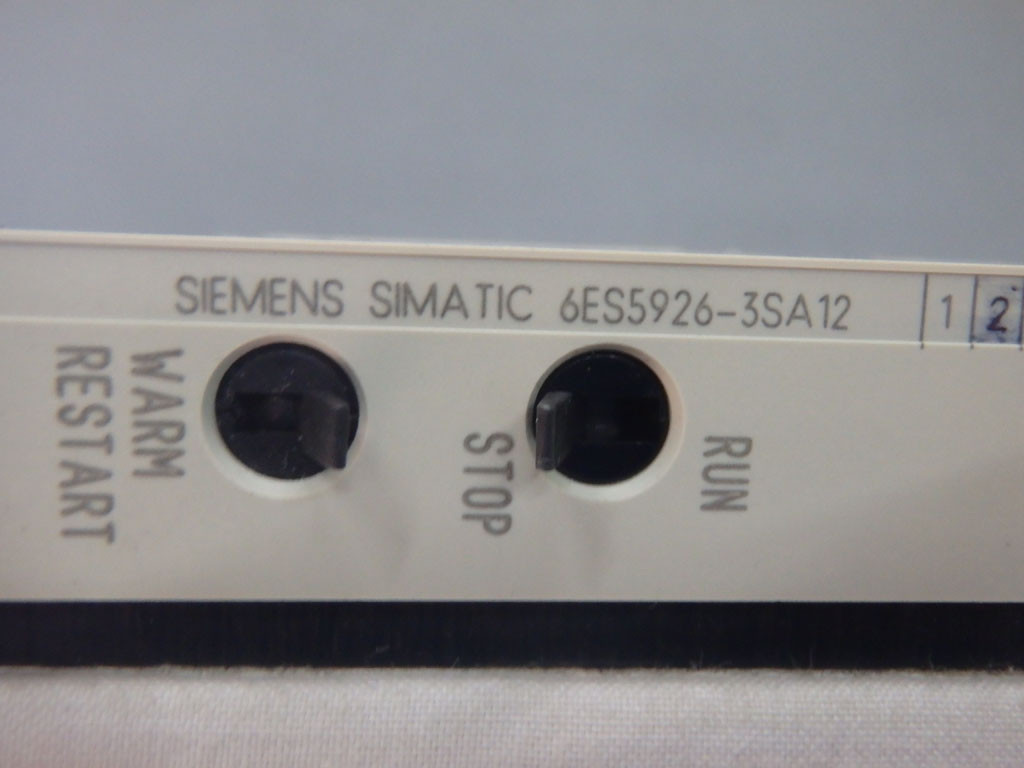 SIEMENS SIMATIC 6ES5926-3SA12 1 2
WARM
RESTART
STOP
RUN